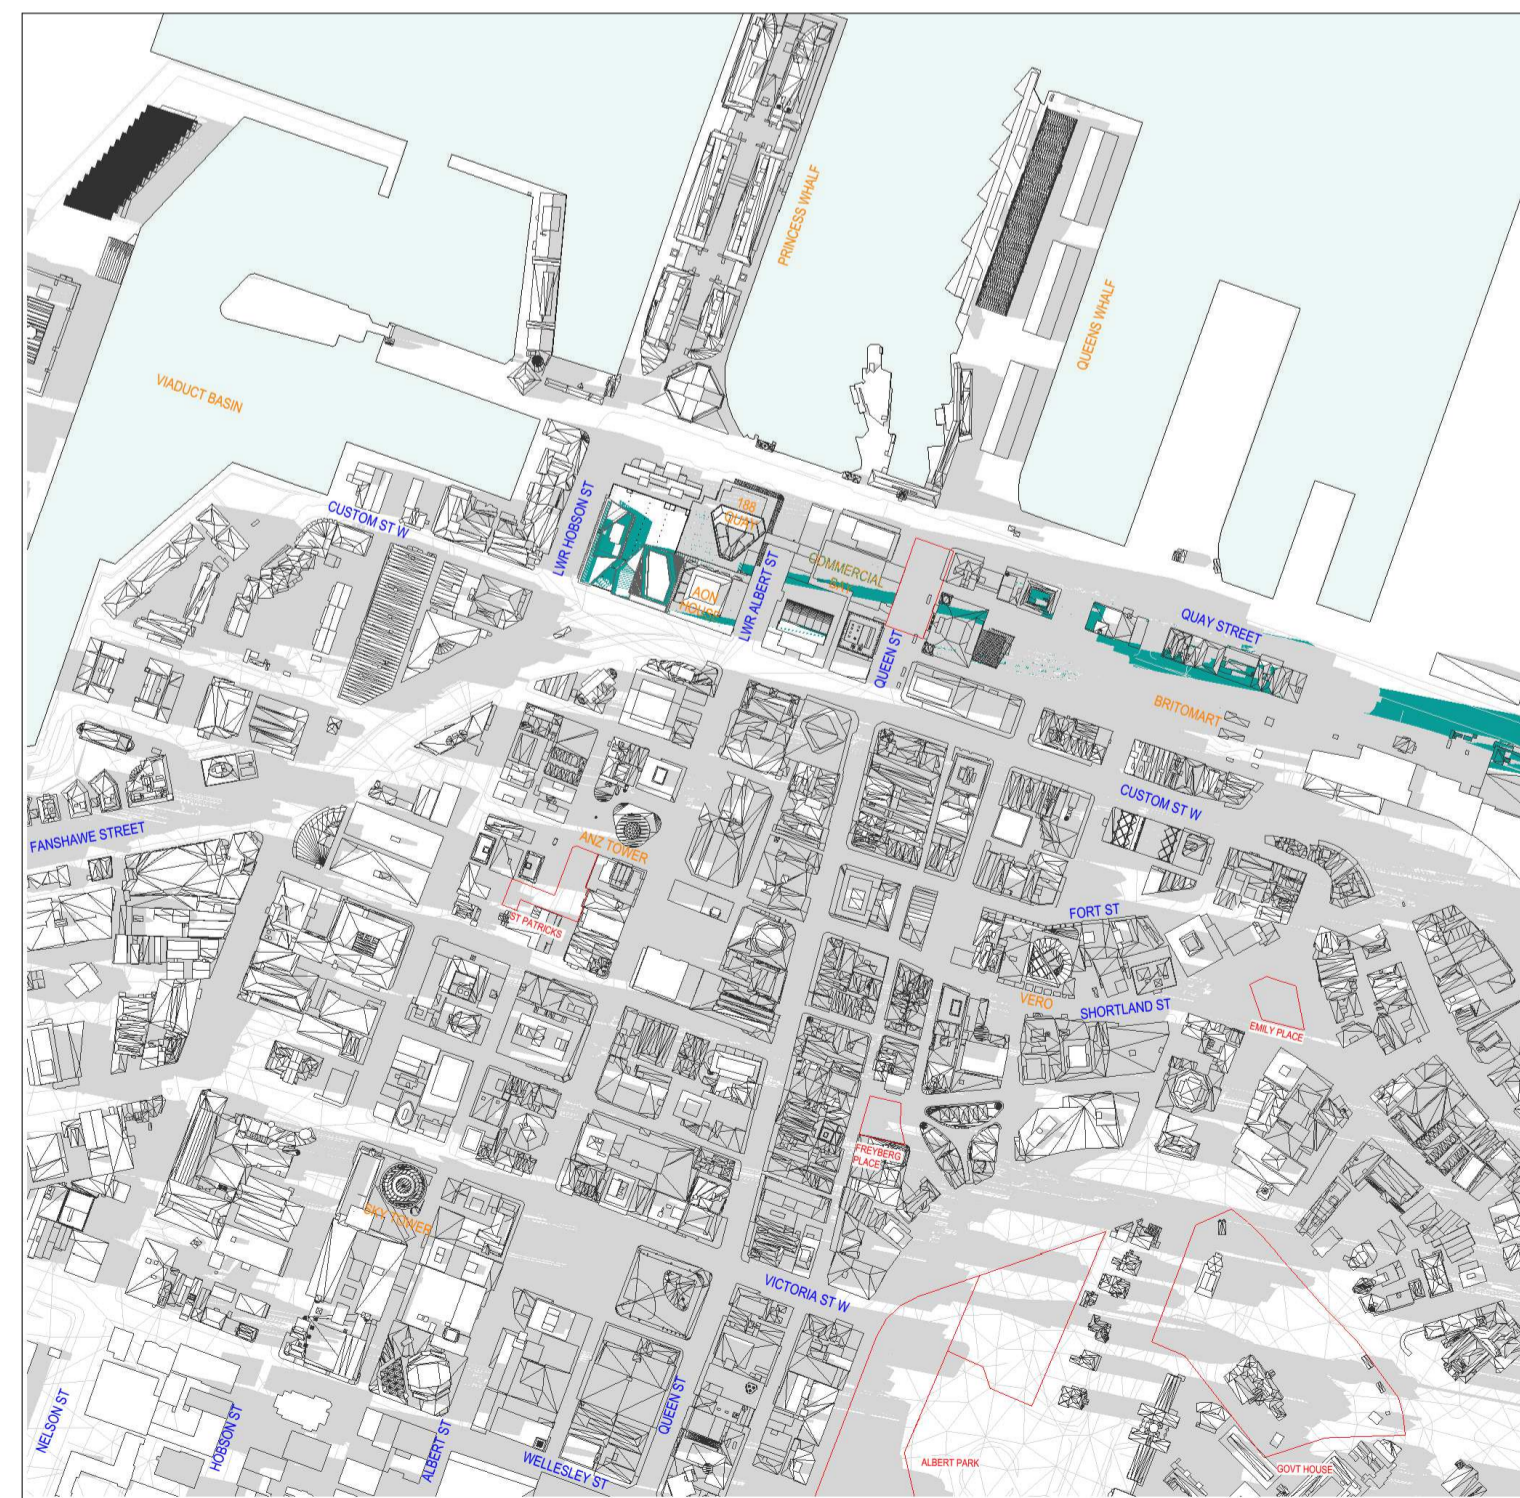 PRINCESS WHALF
QUEENS WHALF
VIADUCT BASIN
CUSTOM ST W
LWR HOBSON ST
188
QUAY
LWR ALBERT ST
COMMERCIAL
BAY
AON
HOUSE
QUEEN ST
QUAY STREET
BRITOMART
CUSTOM ST W
FANSHAWE STREET
ANZ TOWER
ST PATRICKS
FORT ST
VERO
SHORTLAND ST
EMILY PLACE
FREYBERG
PLACE
SKY TOWER
VICTORIA ST W
NELSON ST
HOBSON ST
ALBERT ST
WELLESLEY ST
QUEEN ST
ALBERT PARK
GOVT HOUSE